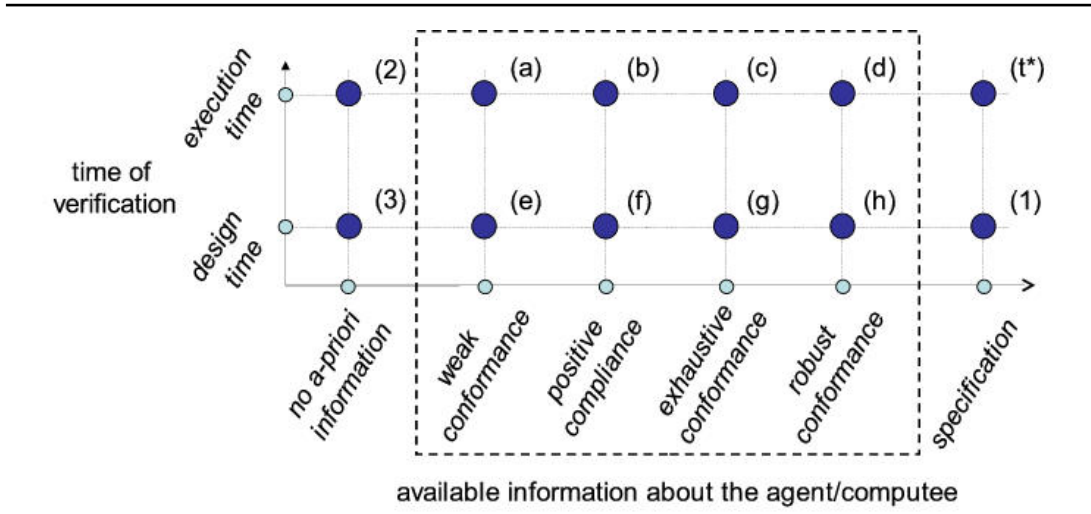 (2)
(a)
(b)
(c)
(d)
(t*)
execution
time
time of
verification
(3)
(e)
(f)
(g)
(h)
(1)
design
time
no a-priori
information
weak
conformance
positive
compliance
exhaustive
conformance
robust
conformance
specification
available information about the agent/computee